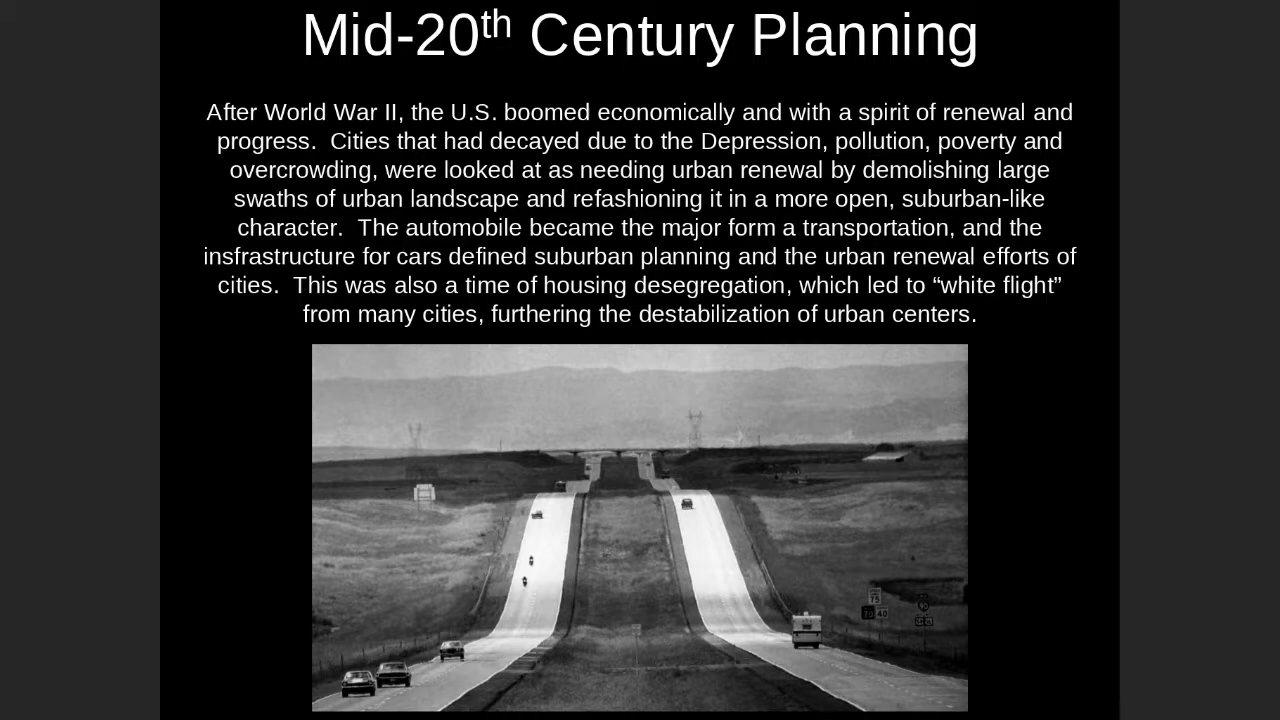 Mid-20th Century Planning
After World War II, the U.S. boomed economically and with a spirit of renewal and
progress.  Cities that had decayed due to the Depression, pollution, poverty and
overcrowding, were looked at as needing urban renewal by demolishing large
swaths of urban landscape and refashioning it in a more open, suburban-like
character.  The automobile became the major form a transportation, and the
insfrastructure for cars defined suburban planning and the urban renewal efforts of
cities.  This was also a time of housing desegregation, which led to “white flight”
from many cities, furthering the destabilization of urban centers.
75
40